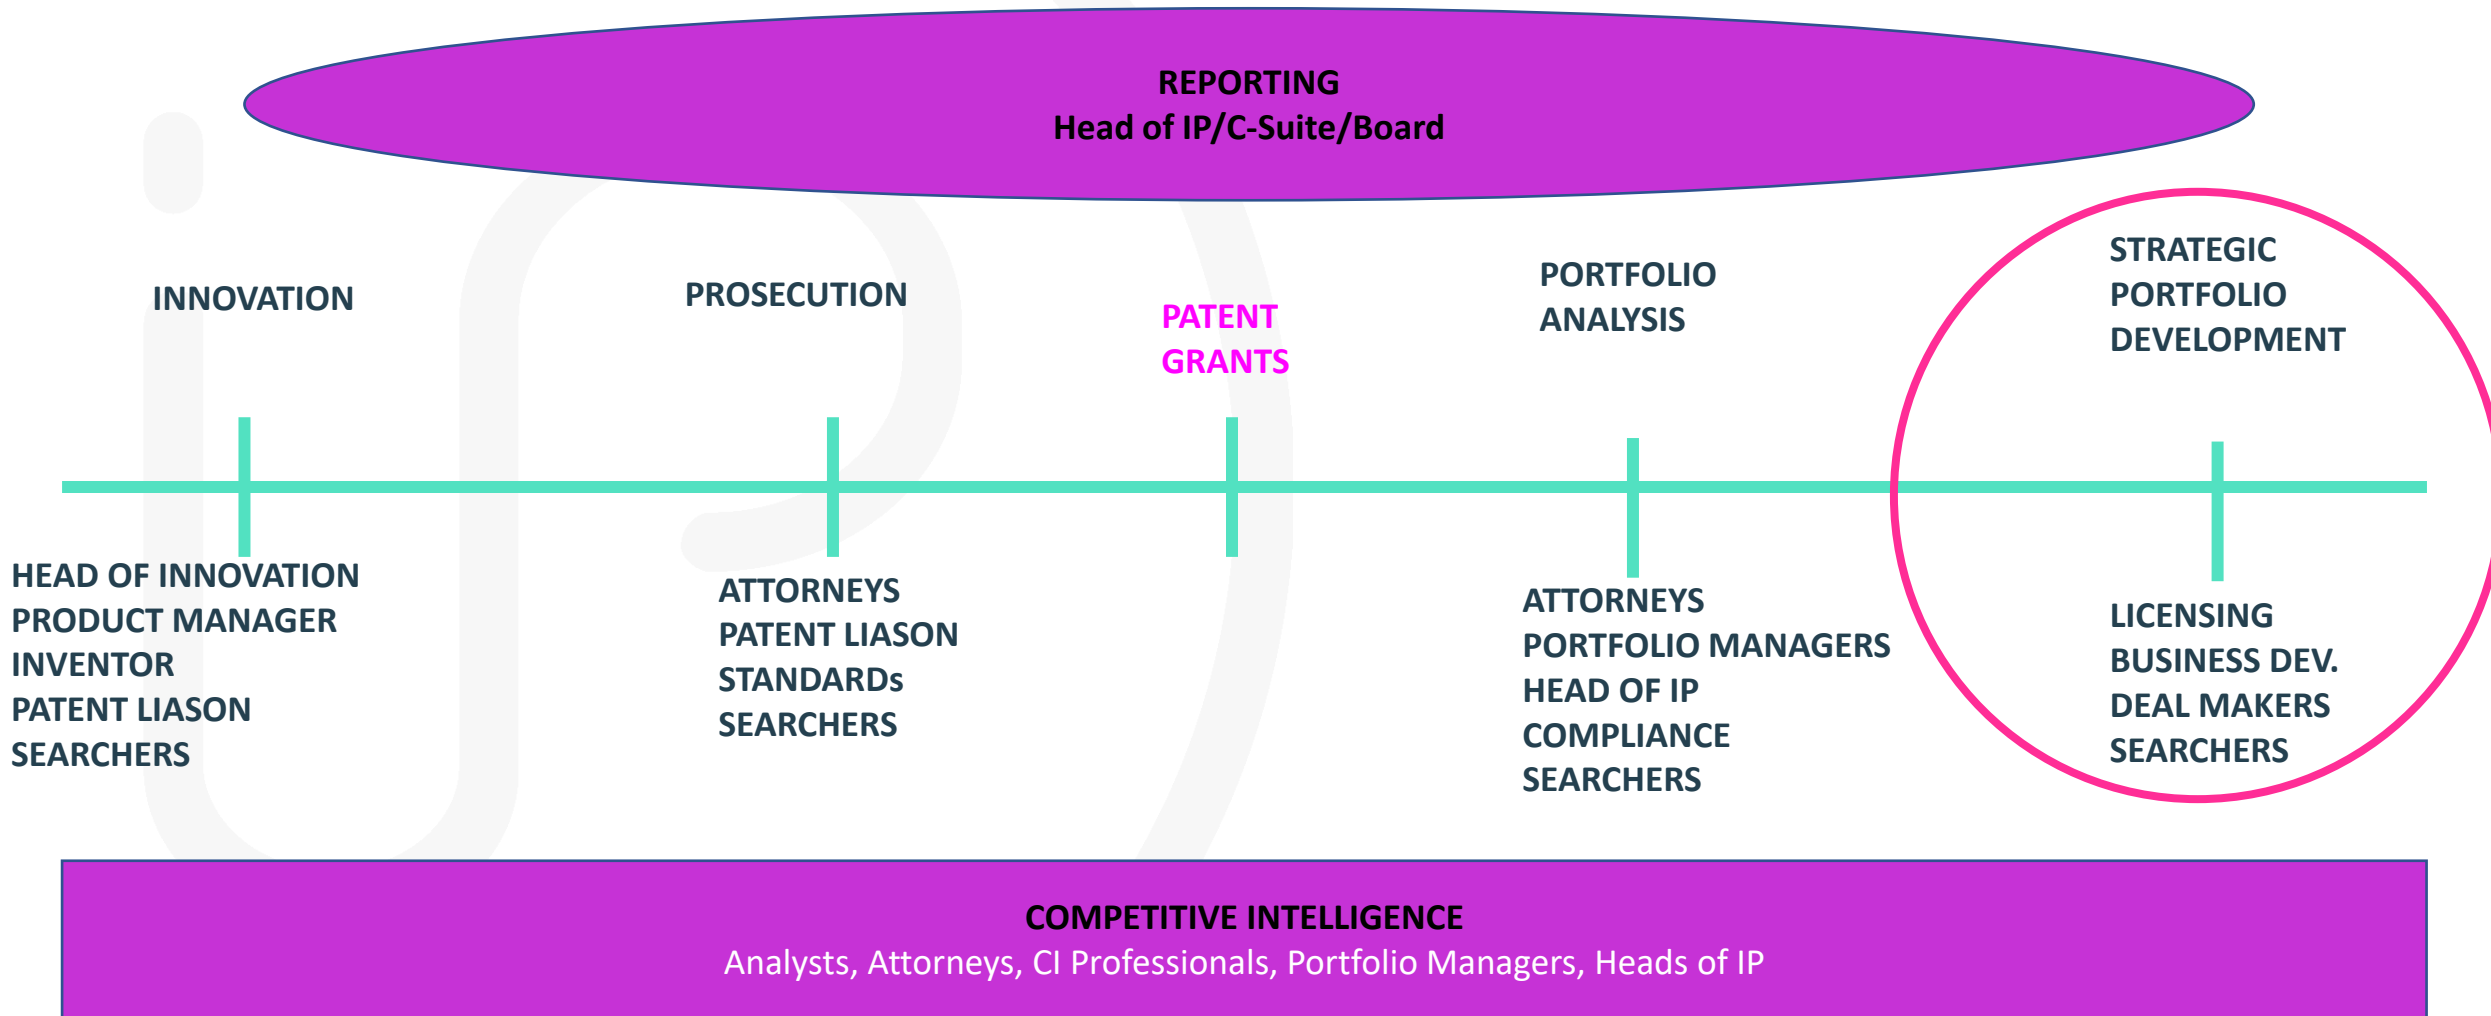 REPORTING
Head of IP/C-Suite/Board
INNOVATION
PROSECUTION
PATENT
GRANTS
PORTFOLIO
ANALYSIS
STRATEGIC
PORTFOLIO
DEVELOPMENT
HEAD OF INNOVATION
PRODUCT MANAGER
INVENTOR
PATENT LIASON
SEARCHERS
ATTORNEYS
PATENT LIASON
STANDARDs
SEARCHERS
ATTORNEYS
PORTFOLIO MANAGERS
HEAD OF IP
COMPLIANCE
SEARCHERS
LICENSING
BUSINESS DEV.
DEAL MAKERS
SEARCHERS
COMPETITIVE INTELLIGENCE
Analysts, Attorneys, CI Professionals, Portfolio Managers, Heads of IP